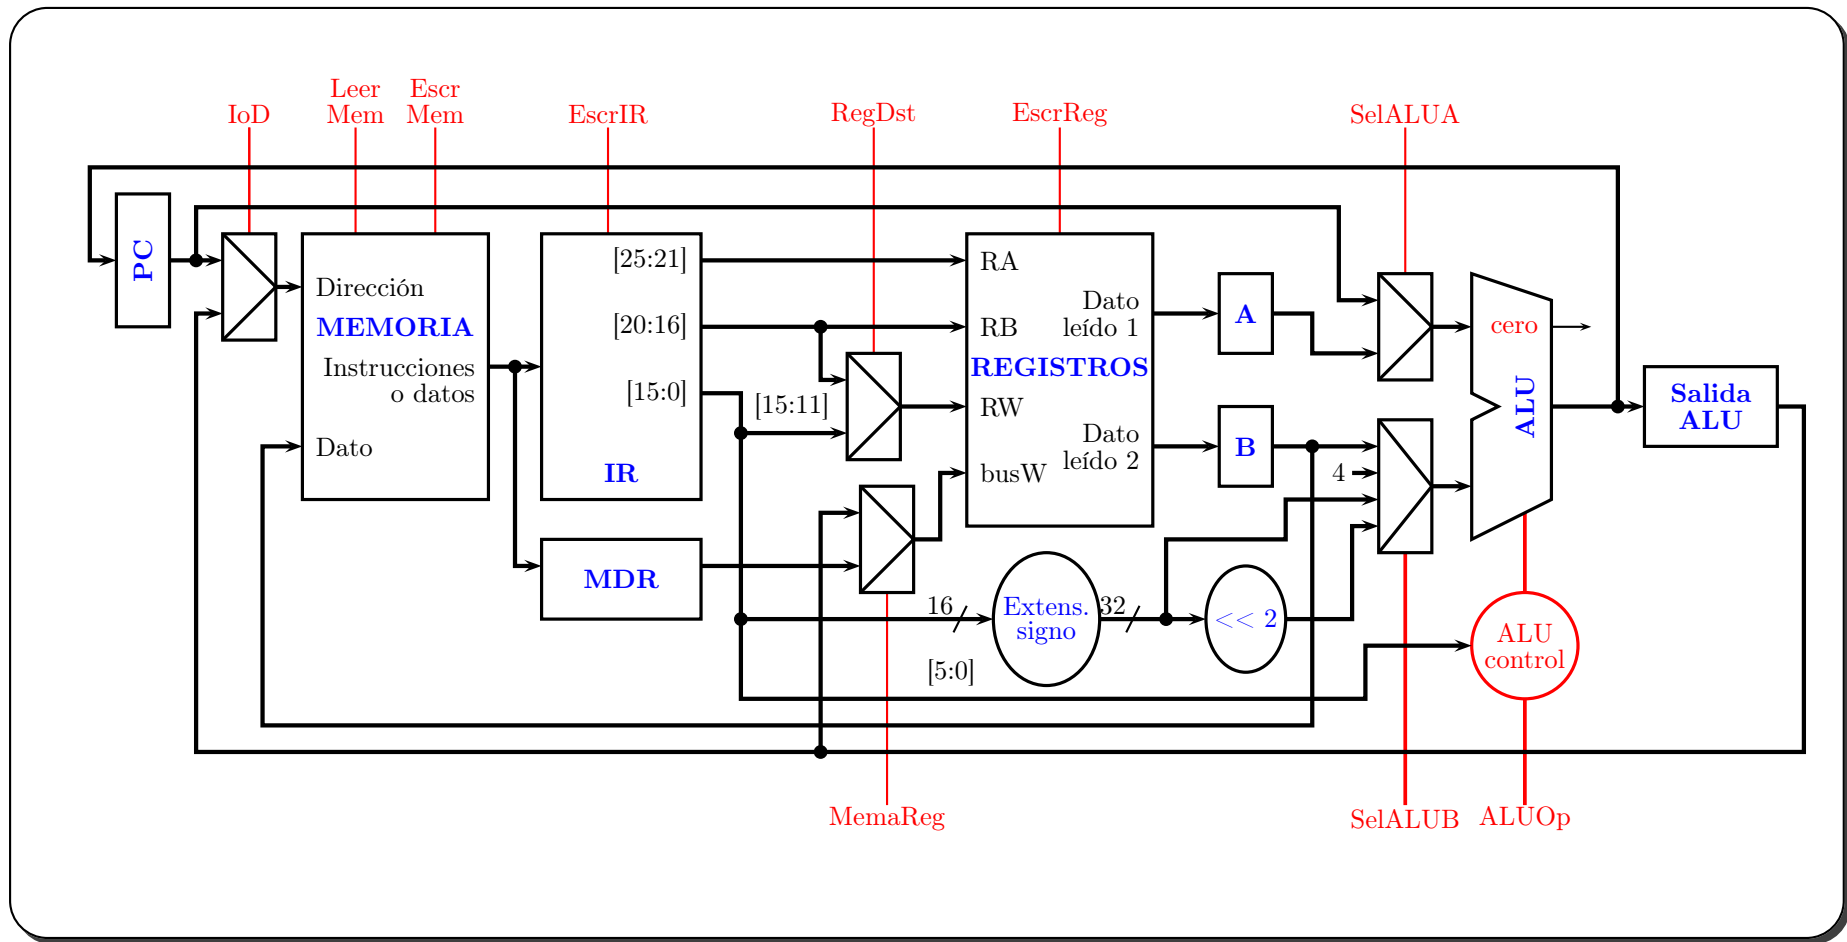 Leer
Mem
Escr
Mem
IoD
EscrIR
RegDst
EscrReg
SelALUA
PC
Dirección
MEMORIA
Instrucciones
o datos
Dato
[25:21]
[20:16]
[15:0]
IR
[15:11]
MDR
RA
RB
RW
busW
Dato
leído 1
REGISTROS
Dato
leído 2
A
B
4
cero
ALU
Salida
ALU
16
Extens.
signo
32
<< 2
[5:0]
ALU
control
MemaReg
SelALUB
ALUOp